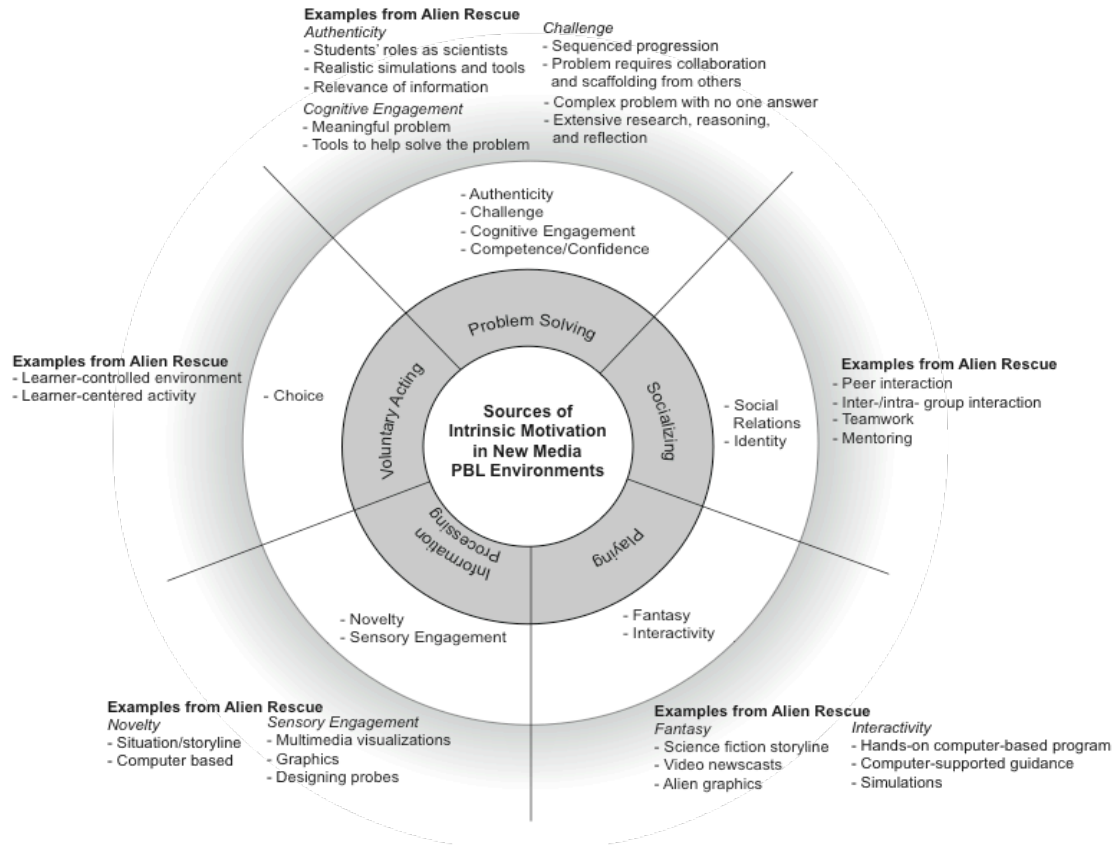 Examples from Alien Rescue
Authenticity
- Students' roles as scientists
- Realistic simulations and tools
- Relevance of information
Cognitive Engagement
- Meaningful problem
- Tools to help solve the problem
Challenge
- Sequenced progression
- Problem requires collaboration
and scaffolding from others
- Complex problem with no one answer
- Extensive research, reasoning,
and reflection
- Authenticity
- Challenge
- Cognitive Engagement
- Competence/Confidence
Problem Solving
Examples from Alien Rescue
- Learner-controlled environment
- Learner-centered activity
- Choice
Voluntary Acting
Sources of
Intrinsic Motivation
in New Media
PBL Environments
Socializing
- Social
Relations
- Identity
Examples from Alien Rescue
- Peer interaction
- Inter-/intra- group interaction
- Teamwork
- Mentoring
Information
Processing
Playing
- Novelty
- Sensory Engagement
- Fantasy
- Interactivity
Examples from Alien Rescue
Novelty
- Situation/storyline
- Computer based
Sensory Engagement
- Multimedia visualizations
- Graphics
- Designing probes
Examples from Alien Rescue
Fantasy
- Science fiction storyline
- Video newscasts
- Alien graphics
Interactivity
- Hands-on computer-based program
- Computer-supported guidance
- Simulations